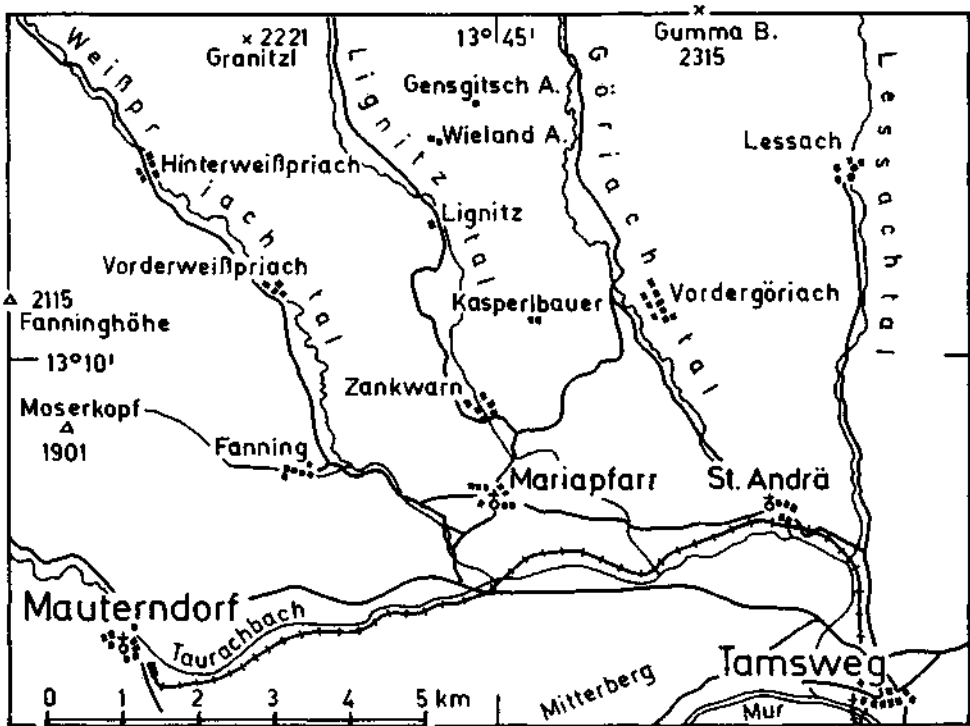 Weißpriachtal
× 2221
Granitzl
Lignitztal
13° 45'
Göriachtal
Gumma B.
2315
Lessachtal
Gensgitsch A.
Wieland A.
Lessach
Hinterweißpriach
Lignitz
Vorderweißpriach
Kasperlbauer
Vordergöriach
2115
Fanninghöhe
13° 10'
Zankwarn
Moserkopf
1901
Fanning
Mariapfarr
St. Andrä
Mauterndorf
Taurachbach
Tamsweg
Mitterberg
Mur
0 1 2 3 4 5 km